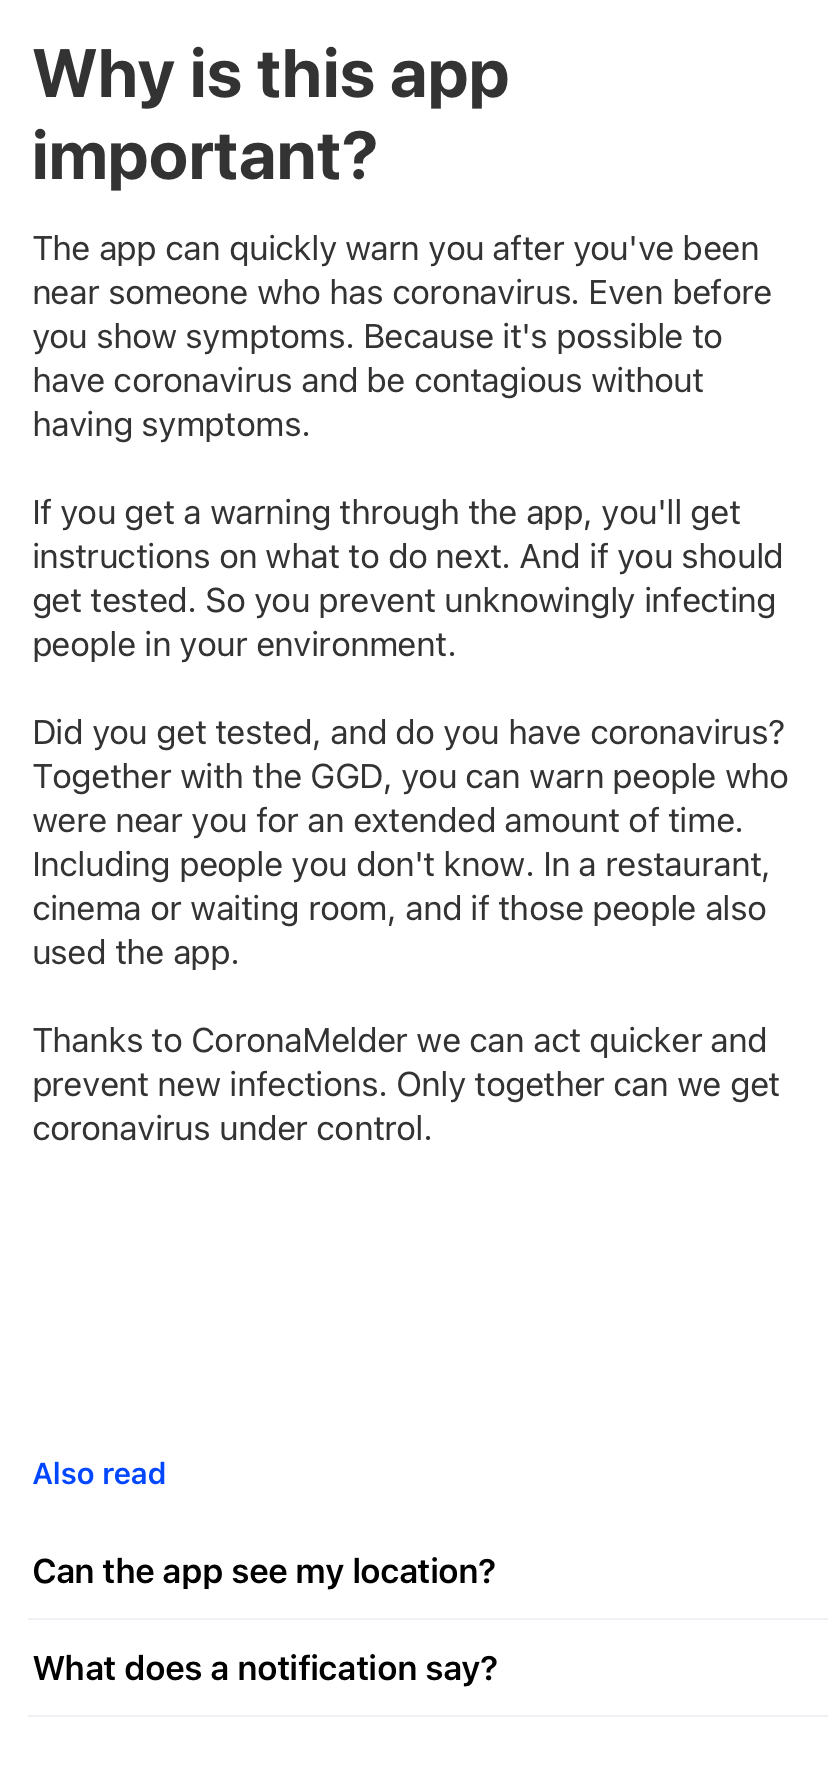 Why is this app
important?
The app can quickly warn you after you've been
near someone who has coronavirus. Even before
you show symptoms. Because it's possible to
have coronavirus and be contagious without
having symptoms.
If you get a warning through the app, you'll get
instructions on what to do next. And if you should
get tested. So you prevent unknowingly infecting
people in your environment.
Did you get tested, and do you have coronavirus?
Together with the GGD, you can warn people who
were near you for an extended amount of time.
Including people you don't know. In a restaurant,
cinema or waiting room, and if those people also
used the app.
Thanks to CoronaMelder we can act quicker and
prevent new infections. Only together can we get
coronavirus under control.
Also read
Can the app see my location?
What does a notification say?